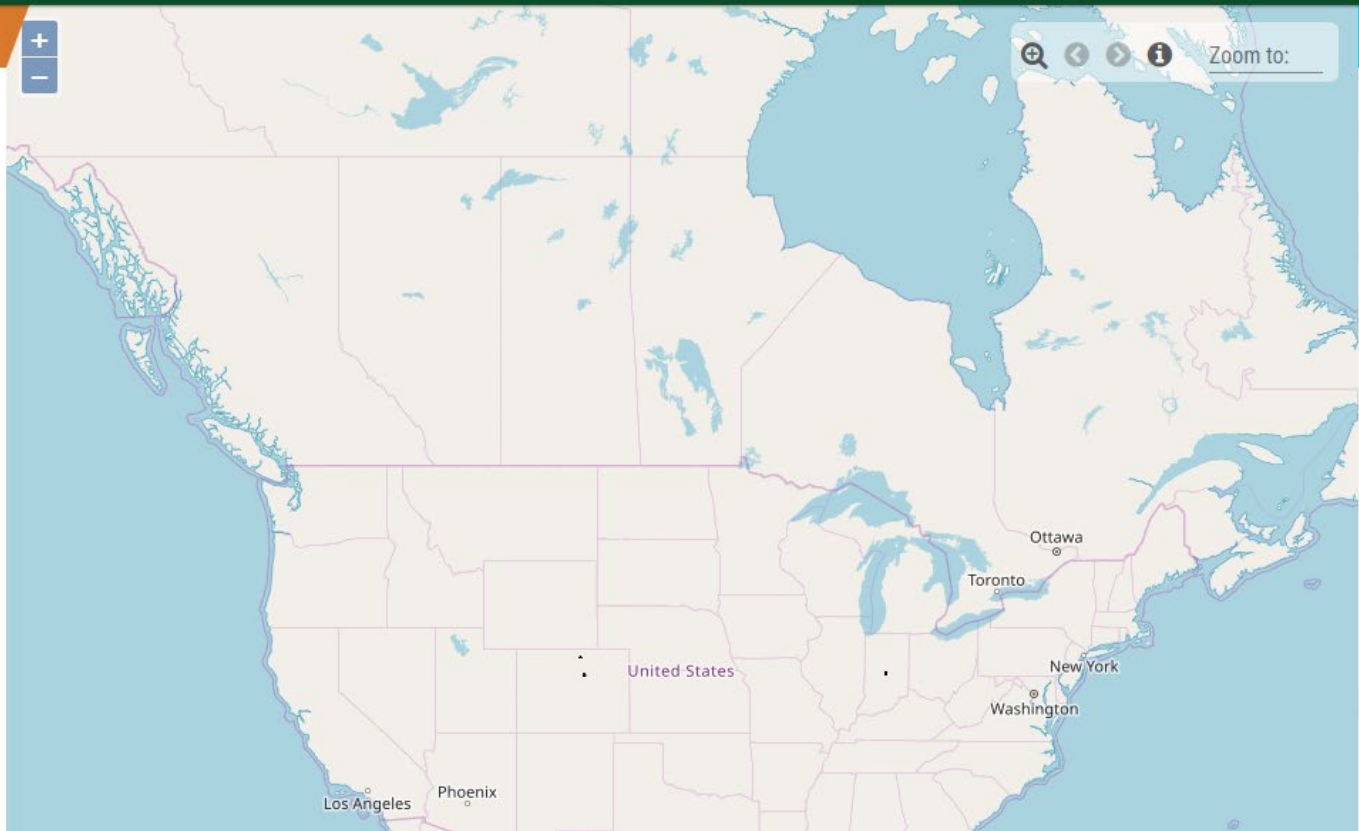 +
−
Zoom to:
Ottawa
Toronto
New York
United States
Washington
Phoenix
Los Angeles